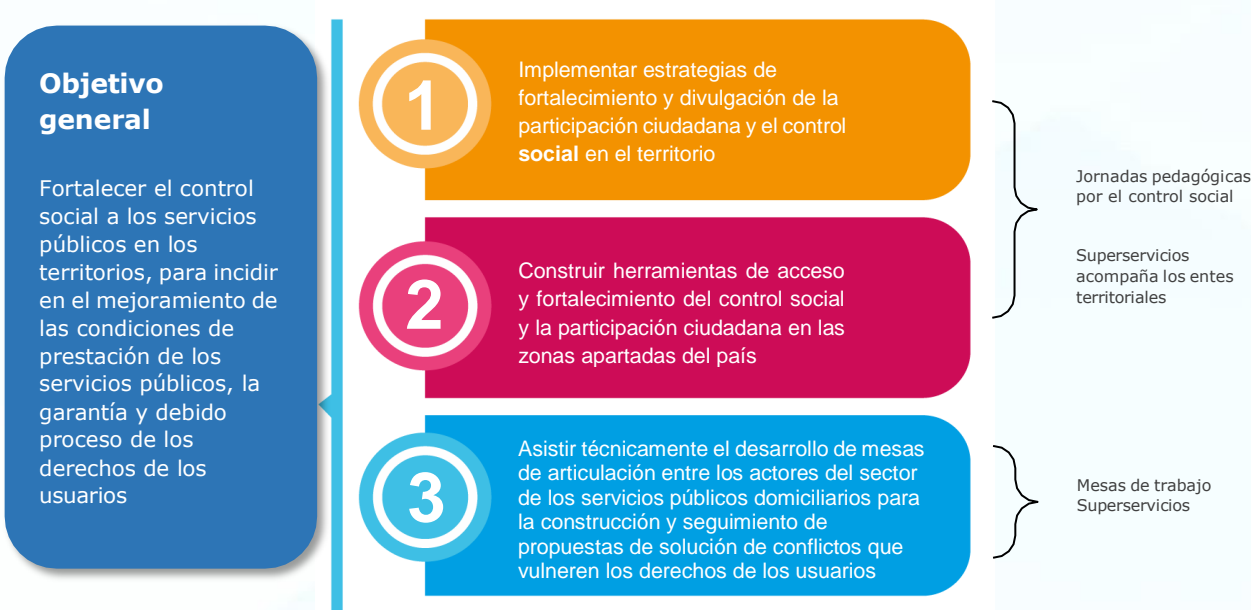 Objetivo
general
Fortalecer el control
social a los servicios
públicos en los
territorios, para incidir
en el mejoramiento de
las condiciones de
prestación de los
servicios públicos, la
garantía y debido
proceso de los
derechos de los
usuarios
1
Implementar estrategias de
fortalecimiento y divulgación de la
participación ciudadana y el control
social en el territorio
2
Construir herramientas de acceso
y fortalecimiento del control social
y la participación ciudadana en las
zonas apartadas del país
3
Asistir técnicamente el desarrollo de mesas
de articulación entre los actores del sector
de los servicios públicos domiciliarios para
la construcción y seguimiento de
propuestas de solución de conflictos que
vulneren los derechos de los usuarios
Jornadas pedagógicas
por el control social
Superservicios
acompaña los entes
territoriales
Mesas de trabajo
Superservicios